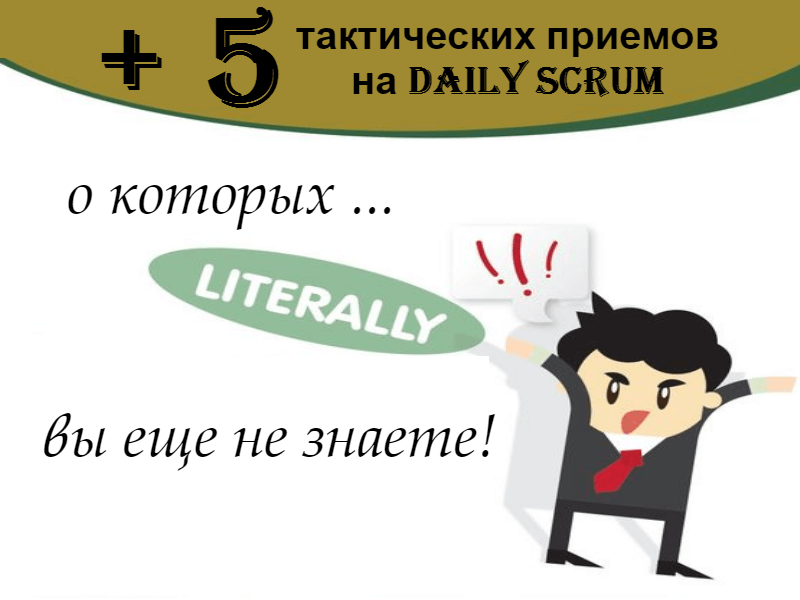 + 5 тактических приемов
на DAILY SCRUM
о которых ...
!!!
LITERALLY
вы еще не знаете!